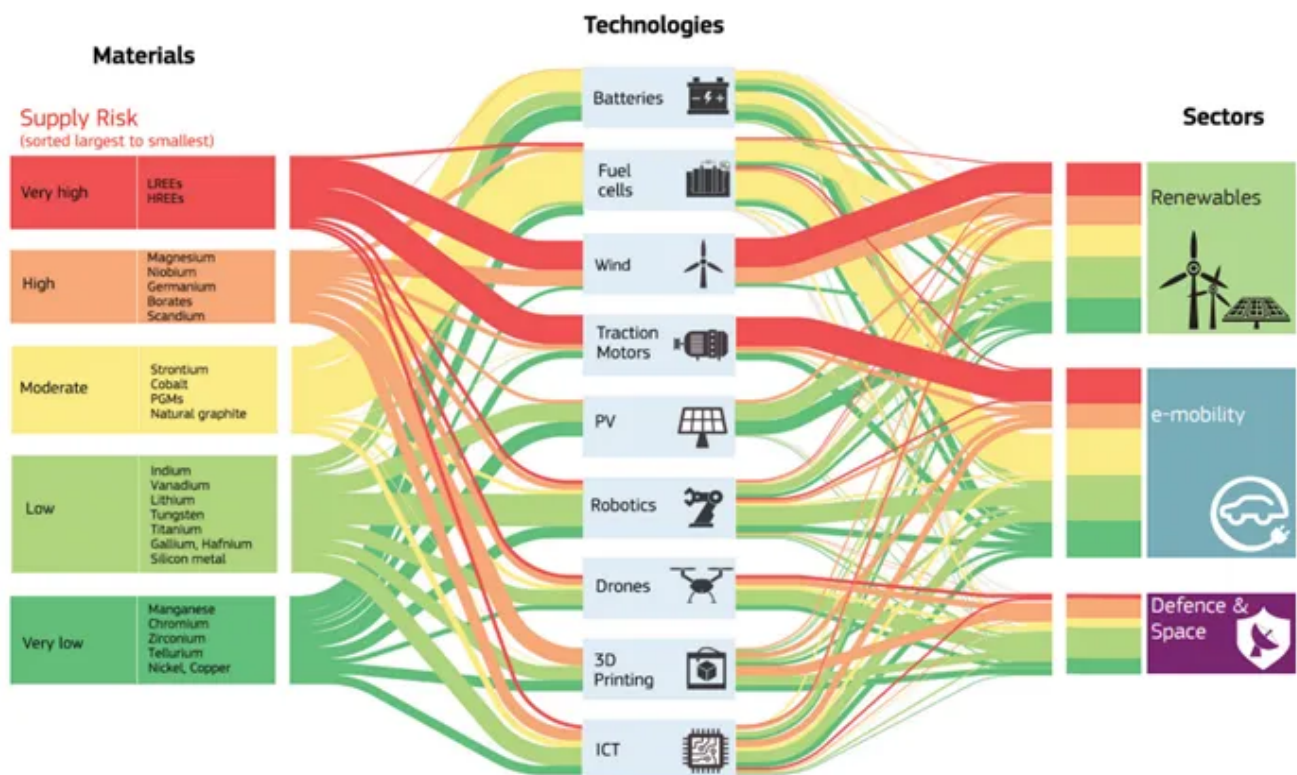 Technologies
Materials
Supply Risk
(sorted largest to smallest)
Very high
LREEs
HREEs
High
Magnesium
Niobium
Germanium
Borates
Scandium
Moderate
Strontium
Cobalt
PGMs
Natural graphite
Low
Indium
Vanadium
Lithium
Tungsten
Titanium
Gallium, Hafnium
Silicon metal
Very low
Manganese
Chromium
Zirconium
Tellurium
Nickel, Copper
Batteries
Fuel
cells
Wind
Traction
Motors
PV
Robotics
Drones
3D
Printing
ICT
Sectors
Renewables
e-mobility
Defence &
Space